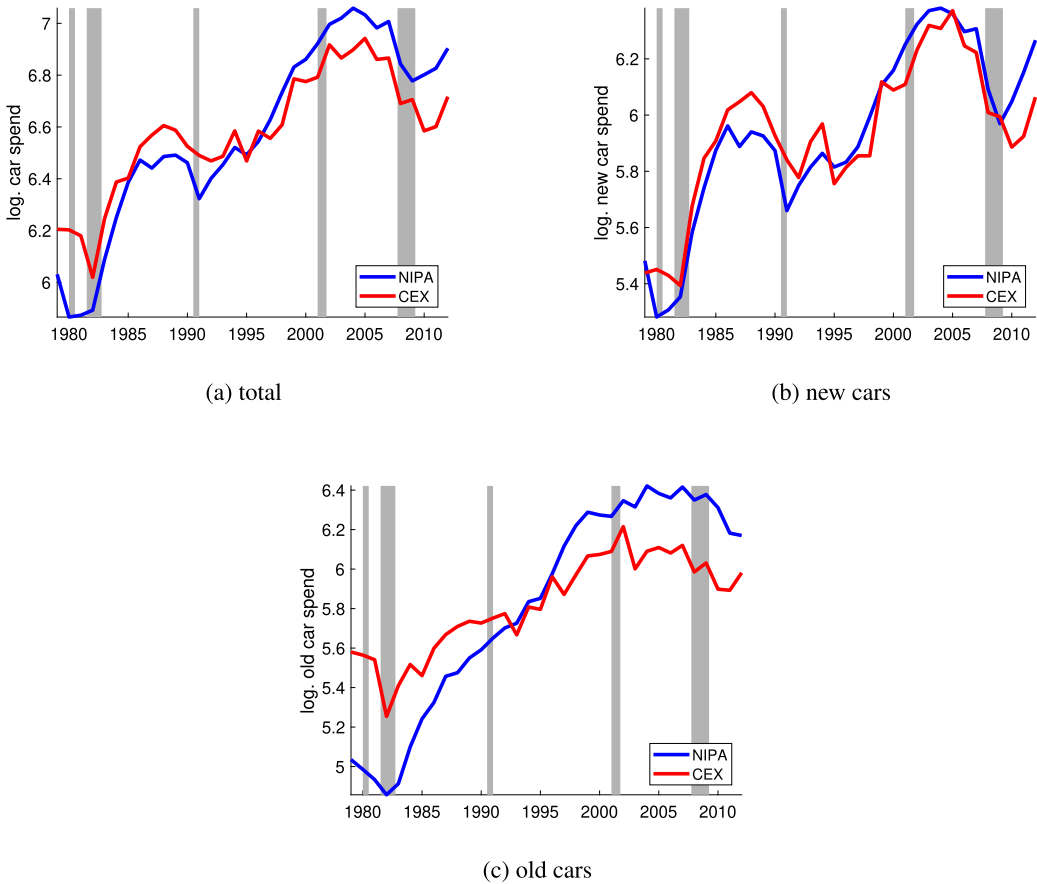 log. car spend
7
6.8
6.6
6.4
6.2
6
1980 1985 1990 1995 2000 2005 2010
NIPA
CEX
(a) total
log. new car spend
6.2
6
5.8
5.6
5.4
1980 1985 1990 1995 2000 2005 2010
NIPA
CEX
(b) new cars
log. old car spend
6.4
6.2
6
5.8
5.6
5.4
5.2
5
1980 1985 1990 1995 2000 2005 2010
NIPA
CEX
(c) old cars